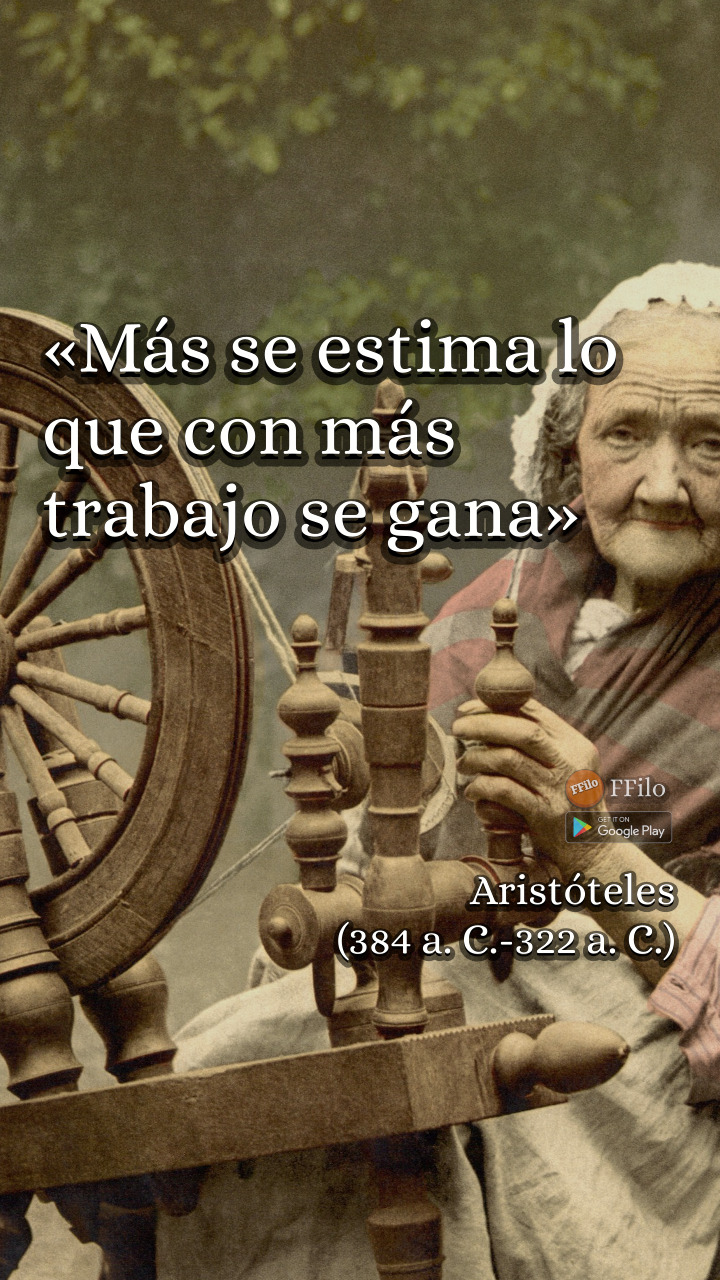 «Más se estima lo
que con más
trabajo se gana»
FFilo FFilo
GET IT ON
Google Play
Aristóteles
(384 a. C.-322 a. C.)